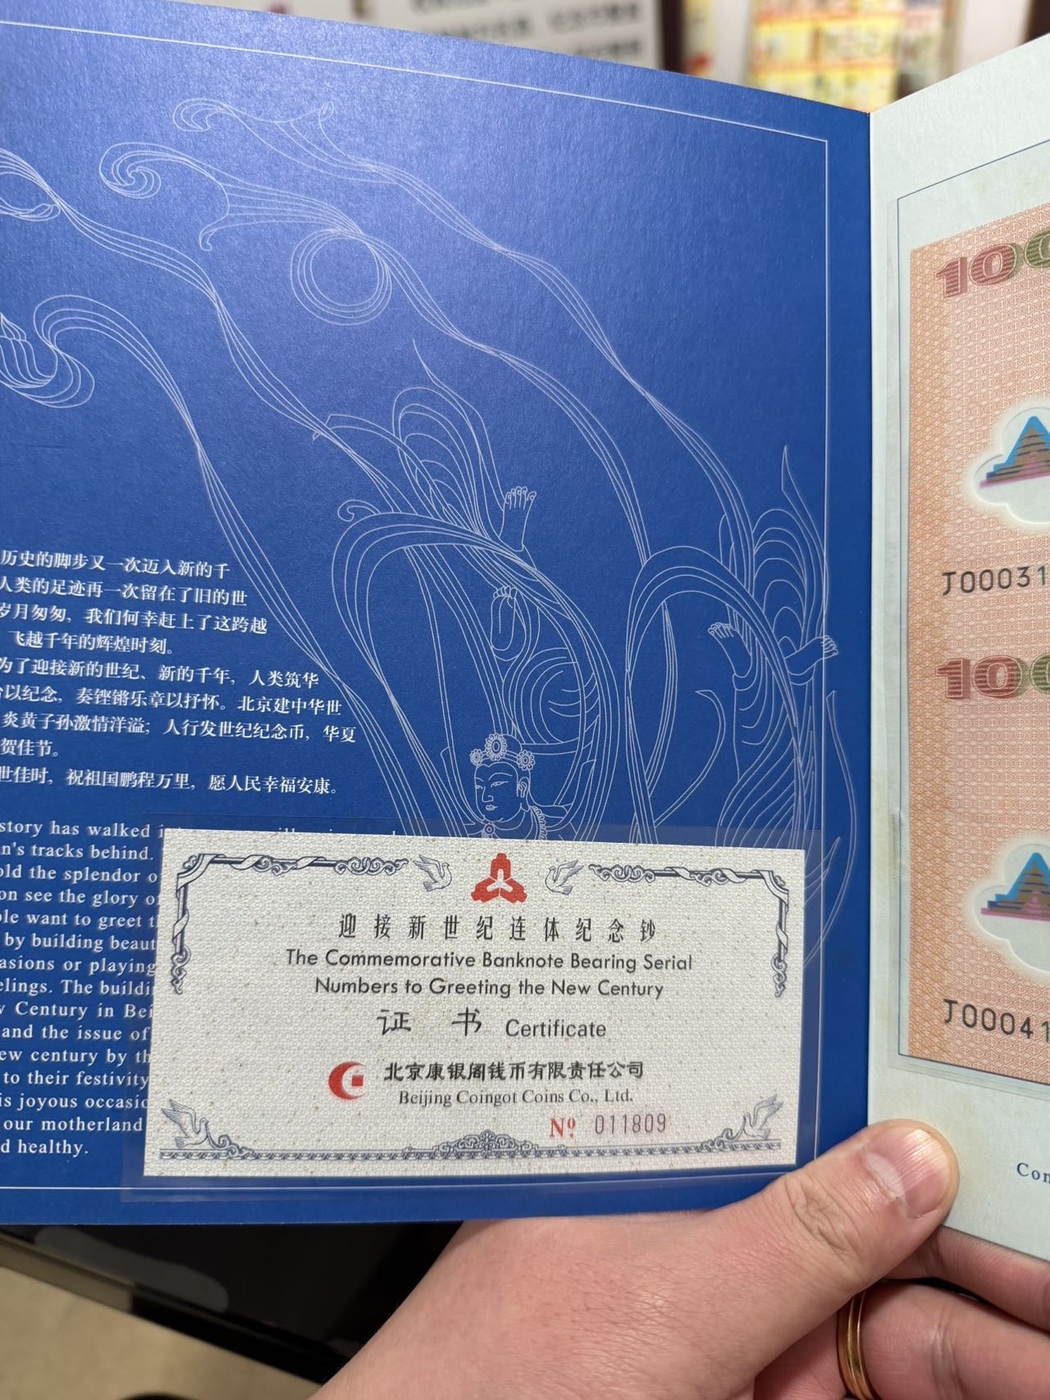 历史的脚步又一次迈入新的千
人类的足迹再一次留在了旧的世
岁月匆匆，我们何幸赶上了这跨越
飞越千年的辉煌时刻。
为了迎接新的世纪、新的千年，人类筑华
以纪念，奏铿锵乐章以抒怀。北京建中华世
炎黄子孙激情洋溢；人行发世纪纪念币，华夏
贺佳节。
世佳时，祝祖国鹏程万里，愿人民幸福安康。
story has walked
n's tracks behind.
old the splendor o
on see the glory o
ple want to greet t
by building beaut
asions or playing
elings. The buildi
Century in Bei
and the issue of
ew century by th
to their festivity
is joyous occasio
our motherland
d healthy.
迎接新世纪连体纪念钞
The Commemorative Banknote Bearing Serial
Numbers to Greeting the New Century
证书 Certificate
北京康银阁钱币有限责任公司
Beijing Coingot Coins Co., Ltd.
Nº 011809
100
J00031
100
J00041
Con